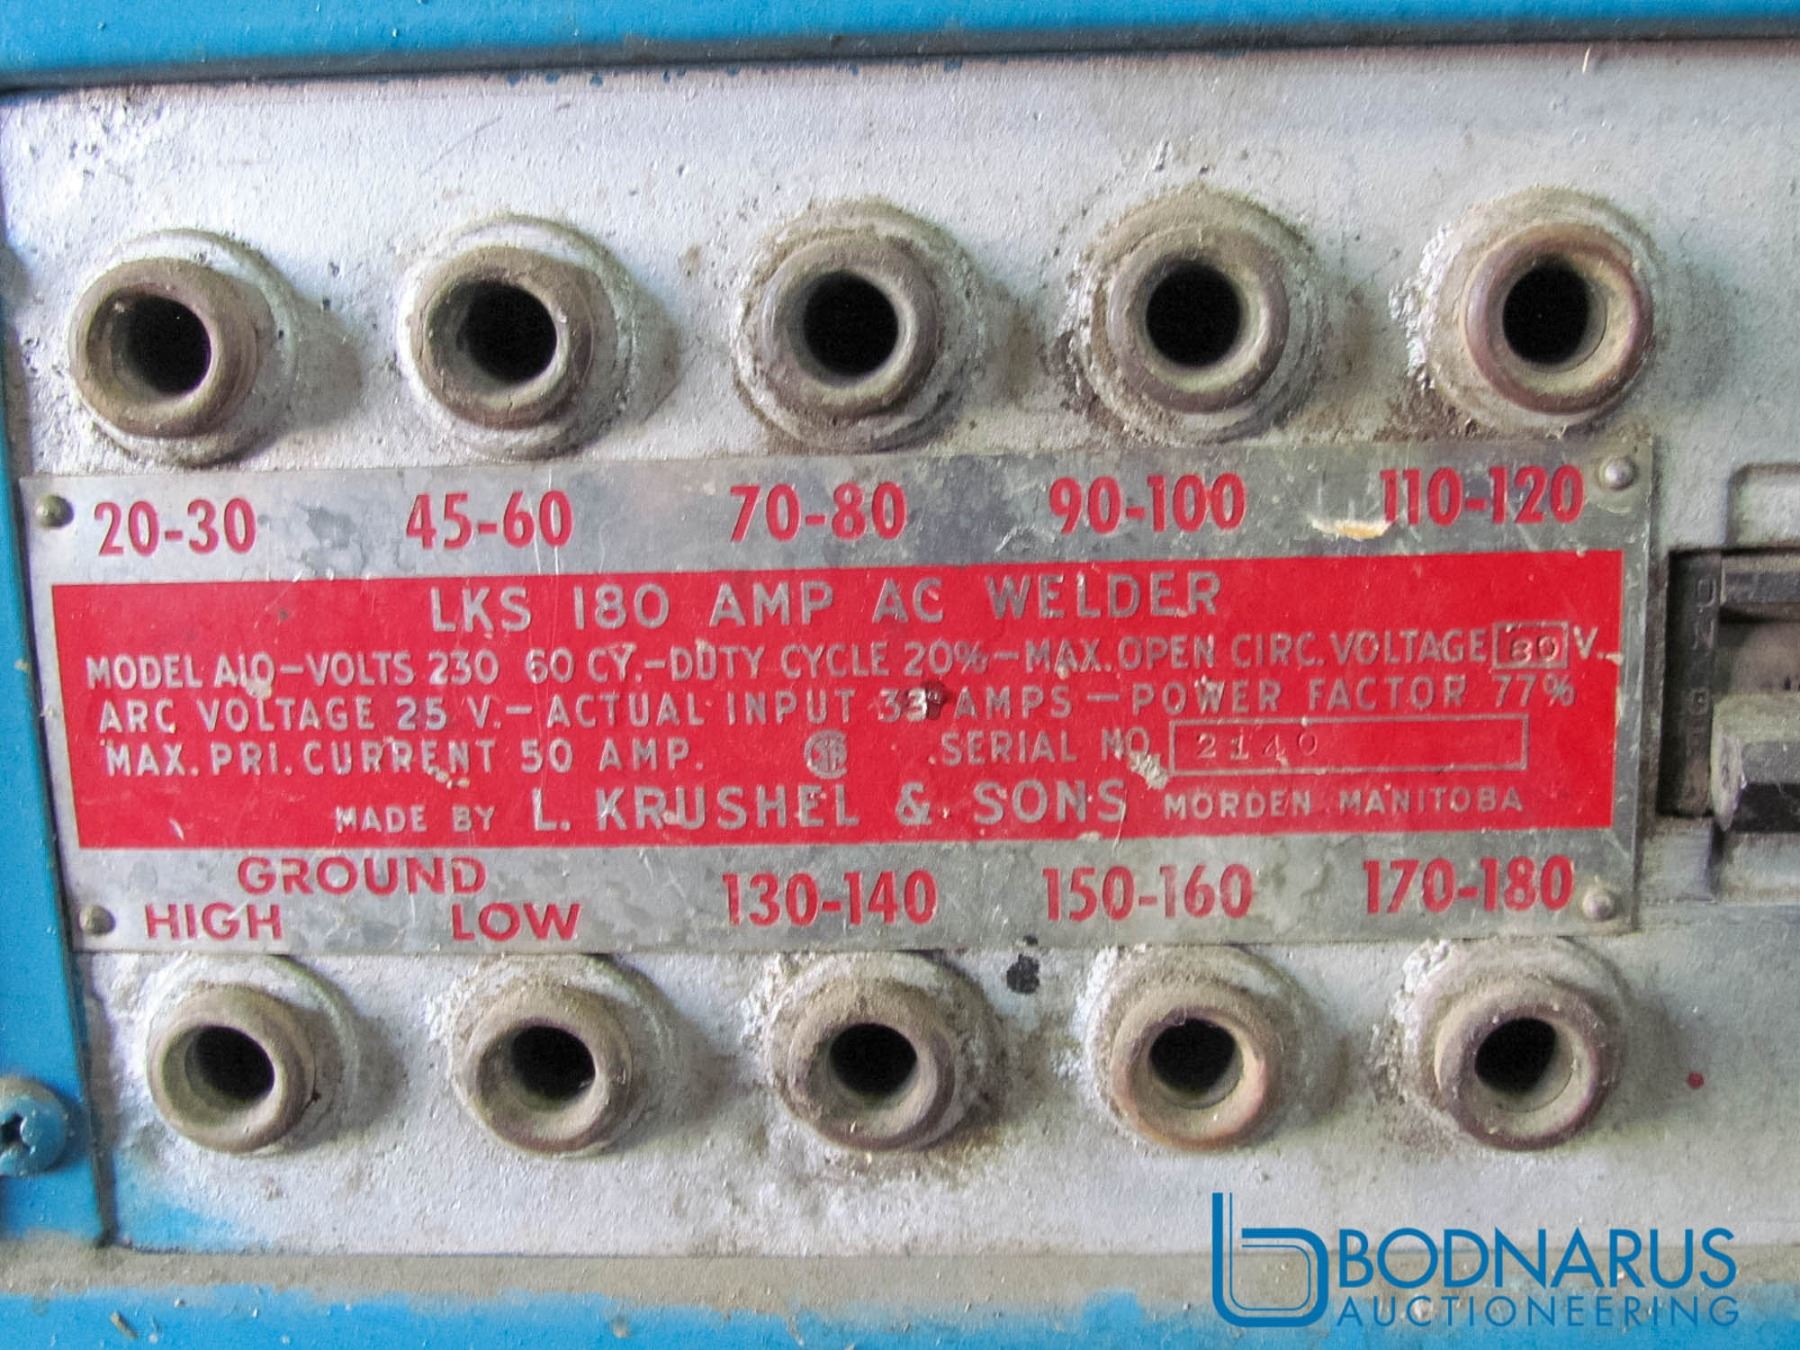 20-30 45-60 70-80 90-100 110-120
LKS 180 AMP AC WELDER
MODEL A10-VOLTS 230 60 CY.-DUTY CYCLE 20%-MAX. OPEN CIRC. VOLTAGE 80 V.
ARC VOLTAGE 25 V.-ACTUAL INPUT 33 AMPS-POWER FACTOR 77%
MAX. PRI. CURRENT 50 AMP. SERIAL NO. 2140
MADE BY L. KRUSHEL & SONS MORDEN MANITOBA
GROUND
HIGH LOW 130-140 150-160 170-180
BODNARUS
AUCTIONEERING